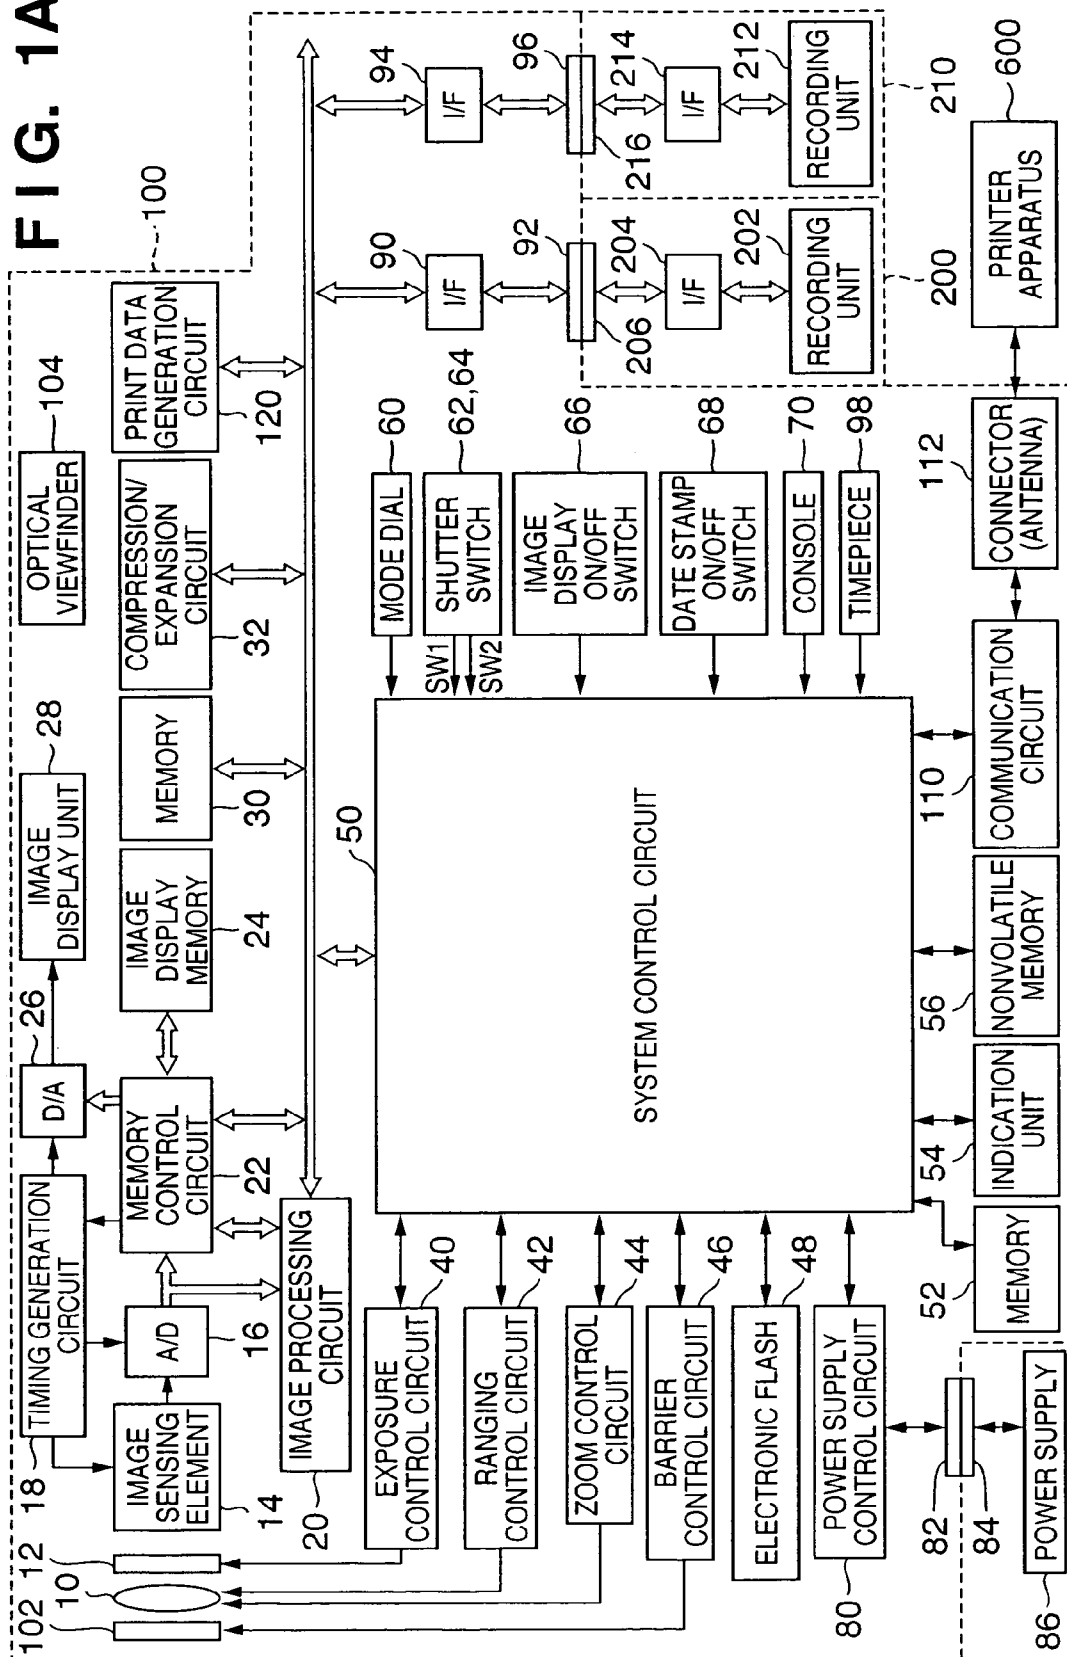 FIG. 1A
102
10
12
18
TIMING GENERATION
CIRCUIT
26
D/A
IMAGE
DISPLAY UNIT
28
OPTICAL
VIEWFINDER
104
100
IMAGE
SENSING
ELEMENT
14
A/D
16
MEMORY
CONTROL
CIRCUIT
22
IMAGE
DISPLAY
MEMORY
24
MEMORY
30
COMPRESSION/
EXPANSION
CIRCUIT
32
PRINT DATA
GENERATION
CIRCUIT
120
20
IMAGE PROCESSING
CIRCUIT
EXPOSURE
CONTROL CIRCUIT
40
RANGING
CONTROL CIRCUIT
42
ZOOM CONTROL
CIRCUIT
44
BARRIER
CONTROL CIRCUIT
46
ELECTRONIC FLASH
48
POWER SUPPLY
CONTROL CIRCUIT
80
50
SYSTEM CONTROL CIRCUIT
MODE DIAL
60
SW1
SW2
SHUTTER
SWITCH
62,64
IMAGE
DISPLAY
ON/OFF
SWITCH
66
DATE STAMP
ON/OFF
SWITCH
68
CONSOLE
70
TIMEPIECE
98
90
I/F
92
206
204
I/F
202
RECORDING
UNIT
200
94
I/F
96
216
214
I/F
212
RECORDING
UNIT
210
82
84
86
POWER SUPPLY
52
MEMORY
54
INDICATION
UNIT
56
NONVOLATILE
MEMORY
110
COMMUNICATION
CIRCUIT
112
CONNECTOR
(ANTENNA)
PRINTER
APPARATUS
600